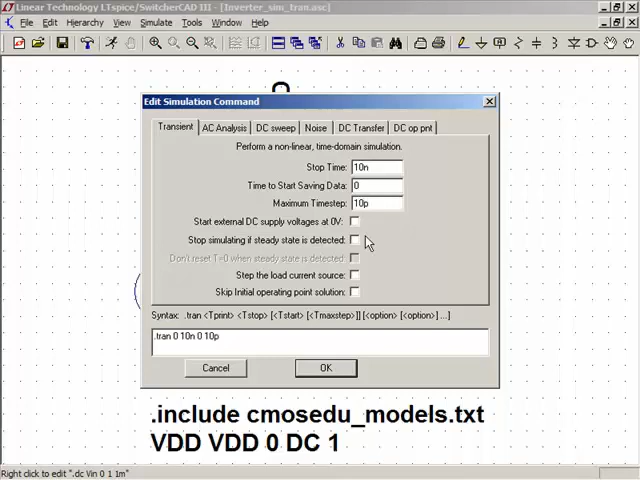 Linear Technology LTspice/SwitcherCAD III - [Inverter_sim_tran.asc]
File Edit Hierarchy View Simulate Tools Window Help
Edit Simulation Command
Transient AC Analysis DC sweep Noise DC Transfer DC op pnt
Perform a non-linear, time-domain simulation.
Stop Time: 10n
Time to Start Saving Data: 0
Maximum Timestep: 10p
Start external DC supply voltages at 0V:
Stop simulating if steady state is detected:
Don't reset T=0 when steady state is detected:
Step the load current source:
Skip Initial operating point solution:
Syntax: .tran <Tprint> <Tstop> [<Tstart> [<Tmaxstep>]] [<option> [<option> ...]
.tran 0 10n 0 10p
Cancel OK
.include cmosedu_models.txt
VDD VDD 0 DC 1
Right click to edit ".dc Vin 0 1 1m"